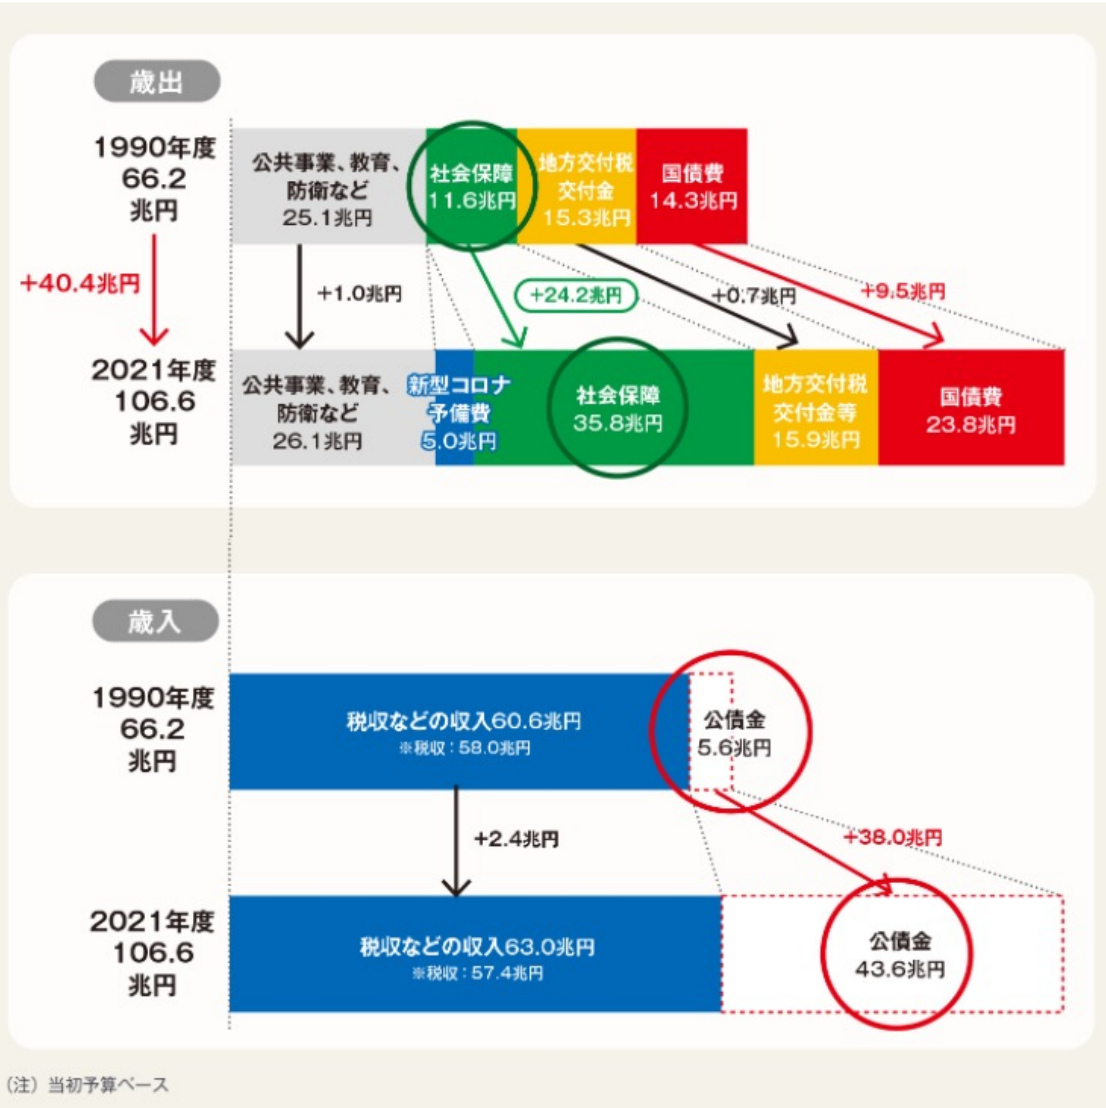 歳出
1990年度
66.2
兆円
公共事業、教育、
防衛など
25.1兆円
社会保障
11.6兆円
地方交付税
交付金
15.3兆円
国債費
14.3兆円
+40.4兆円
+1.0兆円
+24.2兆円
+0.7兆円
+9.5兆円
2021年度
106.6
兆円
公共事業、教育、
防衛など
26.1兆円
新型コロナ
予備費
5.0兆円
社会保障
35.8兆円
地方交付税
交付金等
15.9兆円
国債費
23.8兆円
歳入
1990年度
66.2
兆円
税収などの収入60.6兆円
※税収：58.0兆円
公債金
5.6兆円
+2.4兆円
+38.0兆円
2021年度
106.6
兆円
税収などの収入63.0兆円
※税収：57.4兆円
公債金
43.6兆円
（注）当初予算ベース